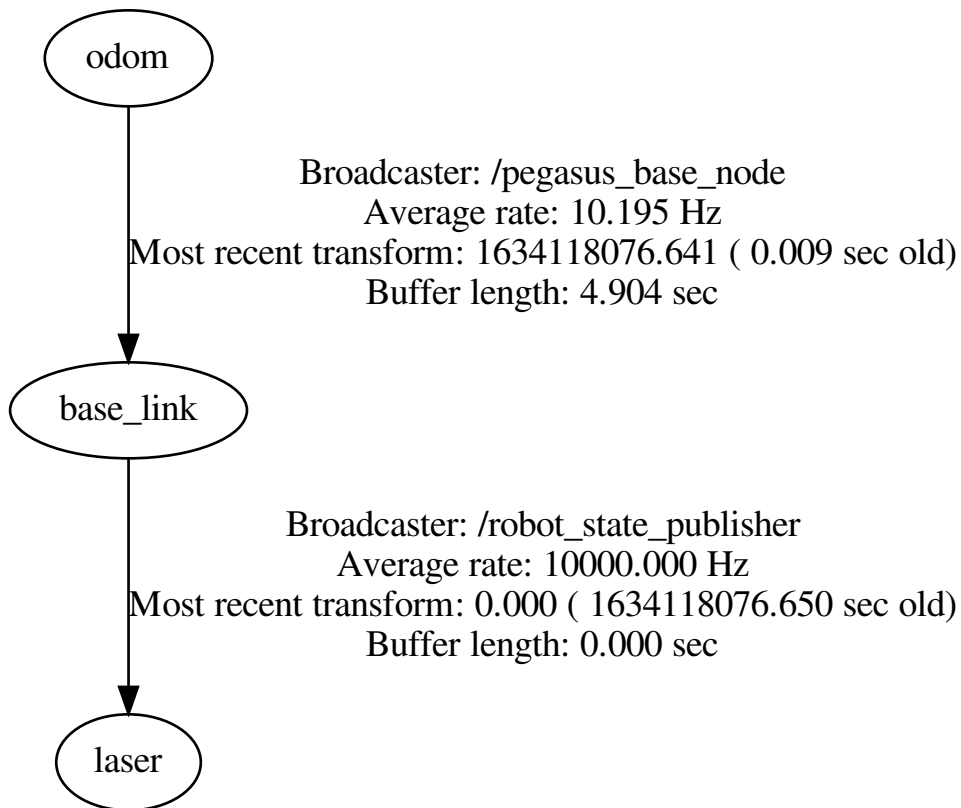 odom
Broadcaster: /pegasus_base_node
Average rate: 10.195 Hz
Most recent transform: 1634118076.641 ( 0.009 sec old)
Buffer length: 4.904 sec
base_link
Broadcaster: /robot_state_publisher
Average rate: 10000.000 Hz
Most recent transform: 0.000 ( 1634118076.650 sec old)
Buffer length: 0.000 sec
laser